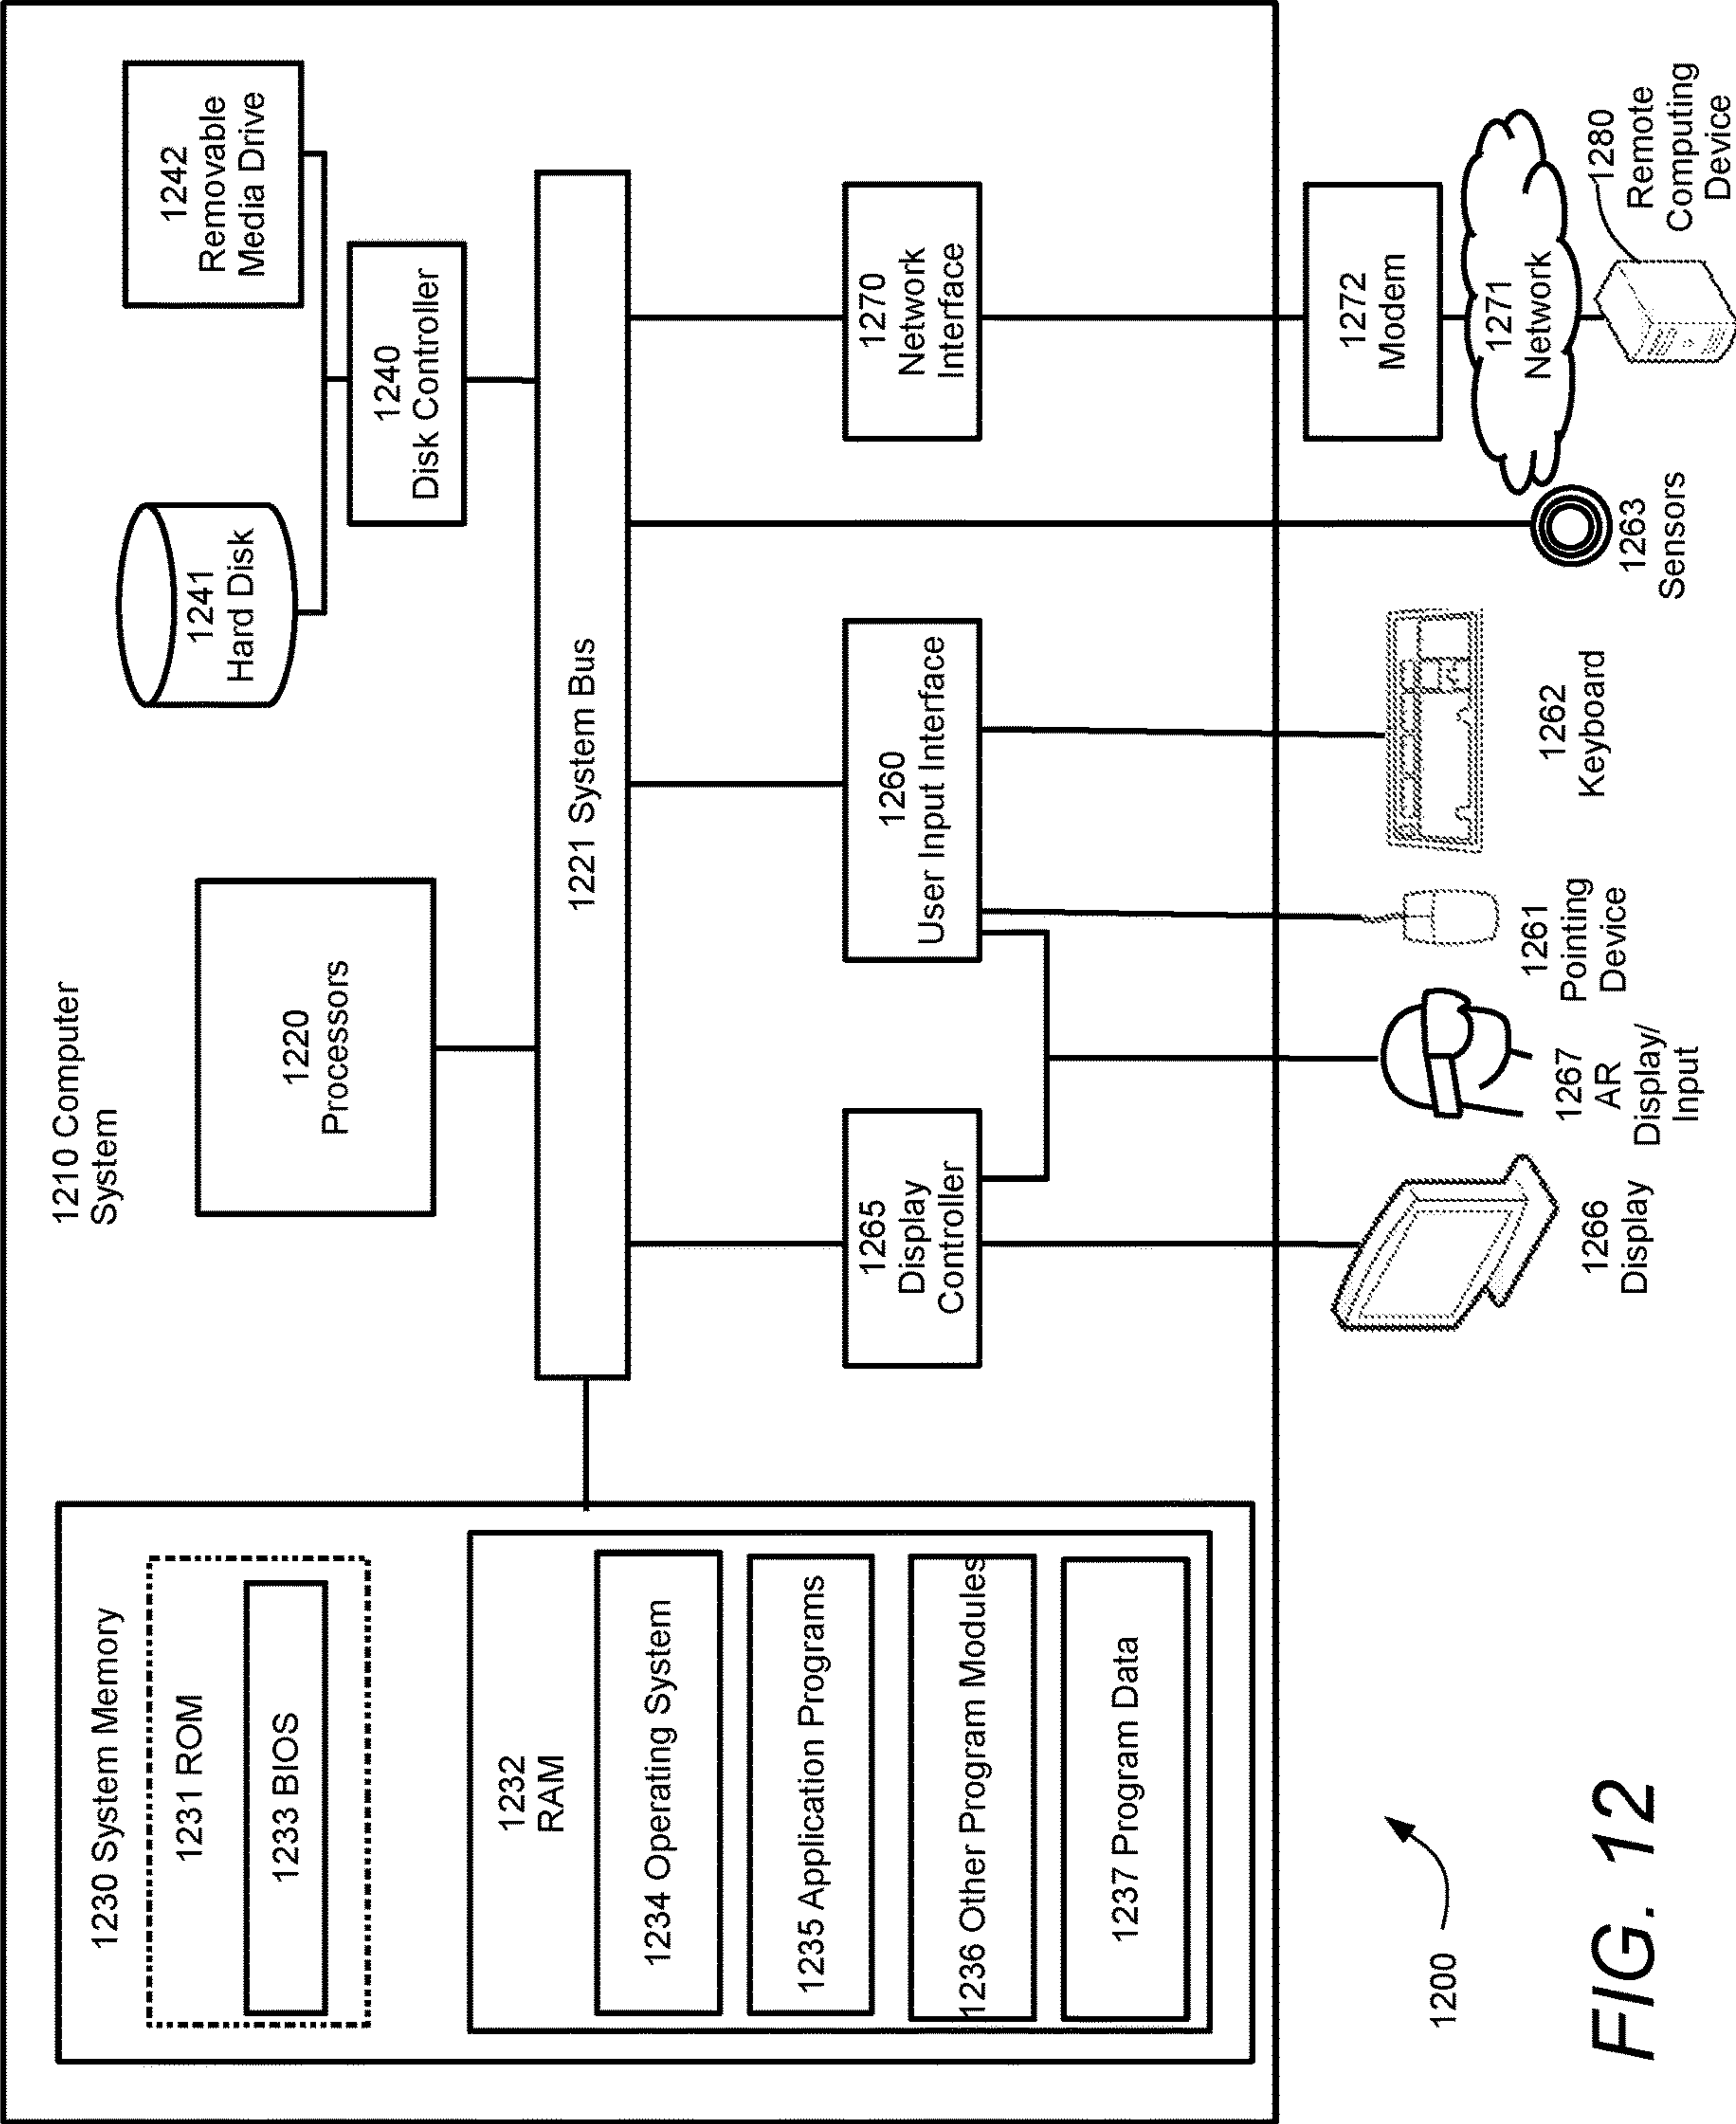 1210 Computer
System
1230 System Memory
1231 ROM
1233 BIOS
1232
RAM
1234 Operating System
1235 Application Programs
1236 Other Program Modules
1237 Program Data
1220
Processors
1241
Hard Disk
1242
Removable
Media Drive
1240
Disk Controller
1221 System Bus
1265
Display
Controller
1260
User Input Interface
1270
Network
Interface
1272
Modem
1271
Network
1280
Remote
Computing
Device
1266
Display
1267
AR
Display/
Input
1261
Pointing
Device
1262
Keyboard
1263
Sensors
1200
FIG. 12